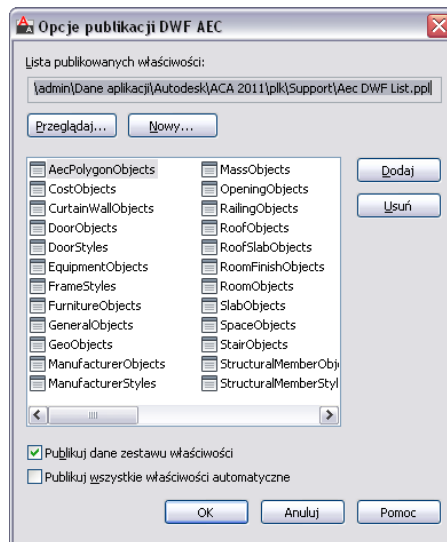 Opcje publikacji DWF AEC
Lista publikowanych właściwości:
\admin\Dane aplikacji\Autodesk\ACA 2011\plk\Support\Aec DWF List.ppl
Przeglądaj...
Nowy...
AecPolygonObjects
CostObjects
CurtainWallObjects
DoorObjects
DoorStyles
EquipmentObjects
FrameStyles
FurnitureObjects
GeneralObjects
GeoObjects
ManufacturerObjects
ManufacturerStyles
MassObjects
OpeningObjects
RailingObjects
RoofObjects
RoofSlabObjects
RoomFinishObjects
RoomObjects
SlabObjects
SpaceObjects
StairObjects
StructuralMemberObj
StructuralMemberStyl
Dodaj
Usuń
Publikuj dane zestawu właściwości
Publikuj wszystkie właściwości automatyczne
OK
Anuluj
Pomoc